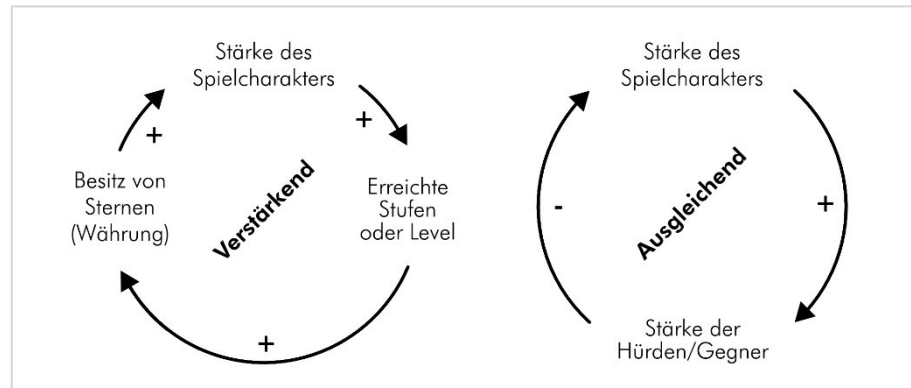 Stärke des
Spielcharakters
+
+
Besitz von
Sternen
(Währung)
Verstärkend
Erreichte
Stufen
oder Level
+
Stärke des
Spielcharakters
-
Ausgleichend
+
Stärke der
Hürden/Gegner